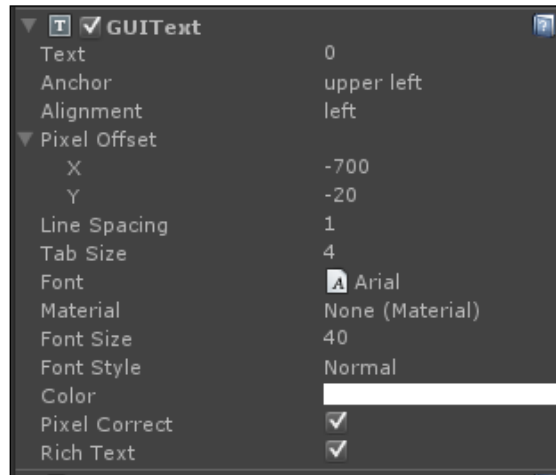 GUIText
Text 0
Anchor upper left
Alignment left
Pixel Offset
X -700
Y -20
Line Spacing 1
Tab Size 4
Font Arial
Material None (Material)
Font Size 40
Font Style Normal
Color
Pixel Correct
Rich Text